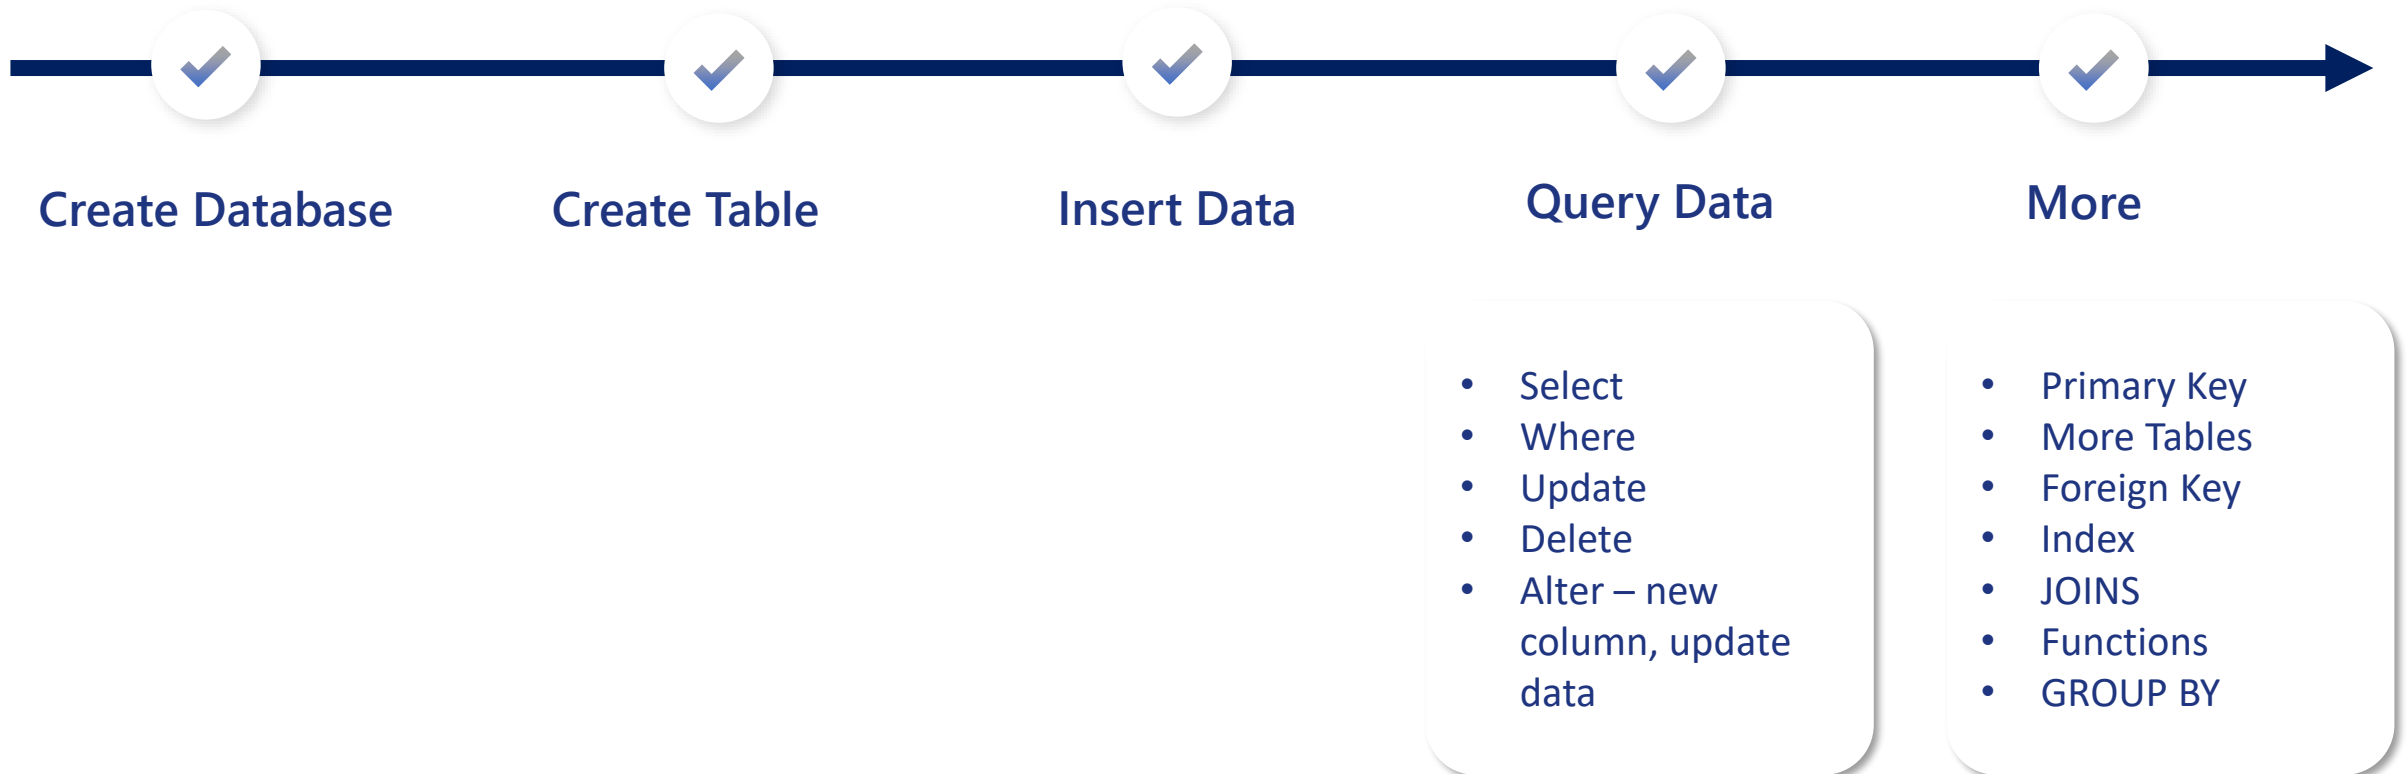 Create Database
Create Table
Insert Data
Query Data
More
• Select
• Where
• Update
• Delete
• Alter – new
column, update
data
• Primary Key
• More Tables
• Foreign Key
• Index
• JOINS
• Functions
• GROUP BY